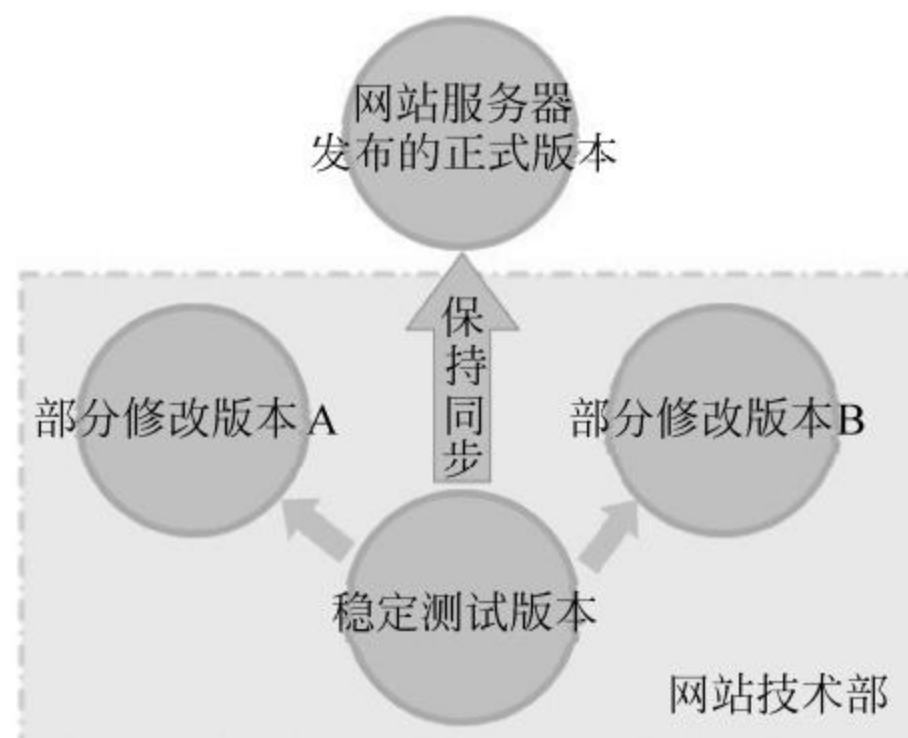 网站服务器
发布的正式版本
保
持
同
步
部分修改版本A
部分修改版本B
稳定测试版本
网站技术部